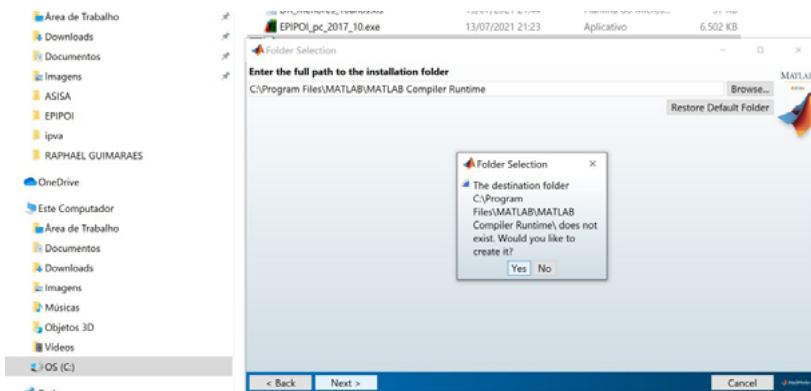 Área de Trabalho
Downloads
Documentos
Imagens
ASISA
EPIPOI
ipva
RAPHAEL GUIMARAES
OneDrive
Este Computador
Área de Trabalho
Documentos
Downloads
Imagens
Músicas
Objetos 3D
Vídeos
OS (C:)
EPIPOI_pc_2017_10.exe 13/07/2021 21:23 Aplicativo 6.502 KB
Folder Selection
Enter the full path to the installation folder
C:\Program Files\MATLAB\MATLAB Compiler Runtime Browse...
Restore Default Folder
MATLAB
Folder Selection
The destination folder
C:\Program
Files\MATLAB\MATLAB
Compiler Runtime\ does not
exist. Would you like to
create it?
Yes No
< Back Next > Cancel